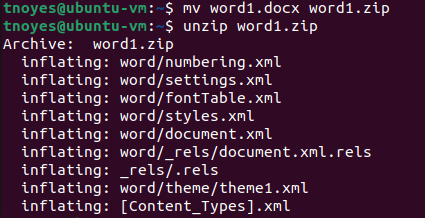 tnoyes@ubuntu-vm:~$ mv word1.docx word1.zip
tnoyes@ubuntu-vm:~$ unzip word1.zip
Archive:  word1.zip
  inflating: word/numbering.xml
  inflating: word/settings.xml
  inflating: word/fontTable.xml
  inflating: word/styles.xml
  inflating: word/document.xml
  inflating: word/_rels/document.xml.rels
  inflating: _rels/.rels
  inflating: word/theme/theme1.xml
  inflating: [Content_Types].xml